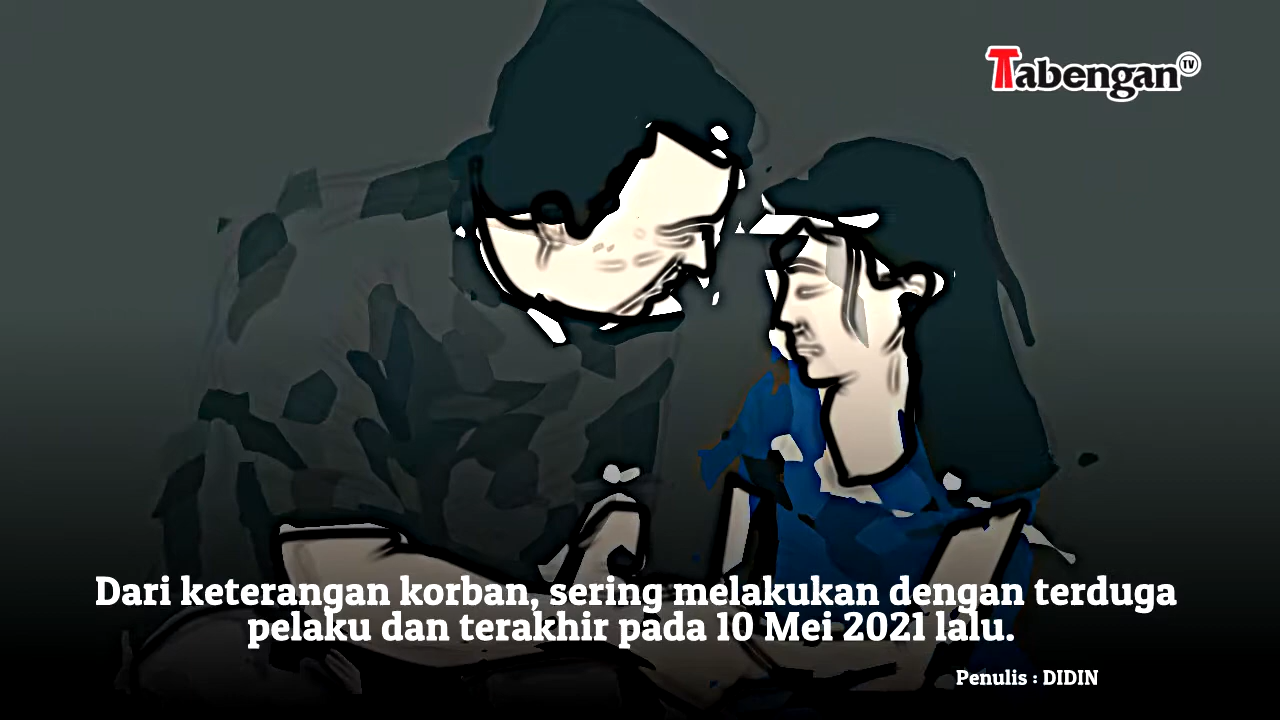 Tabengan TV
Dari keterangan korban, sering melakukan dengan terduga
pelaku dan terakhir pada 10 Mei 2021 lalu.
Penulis : DIDIN